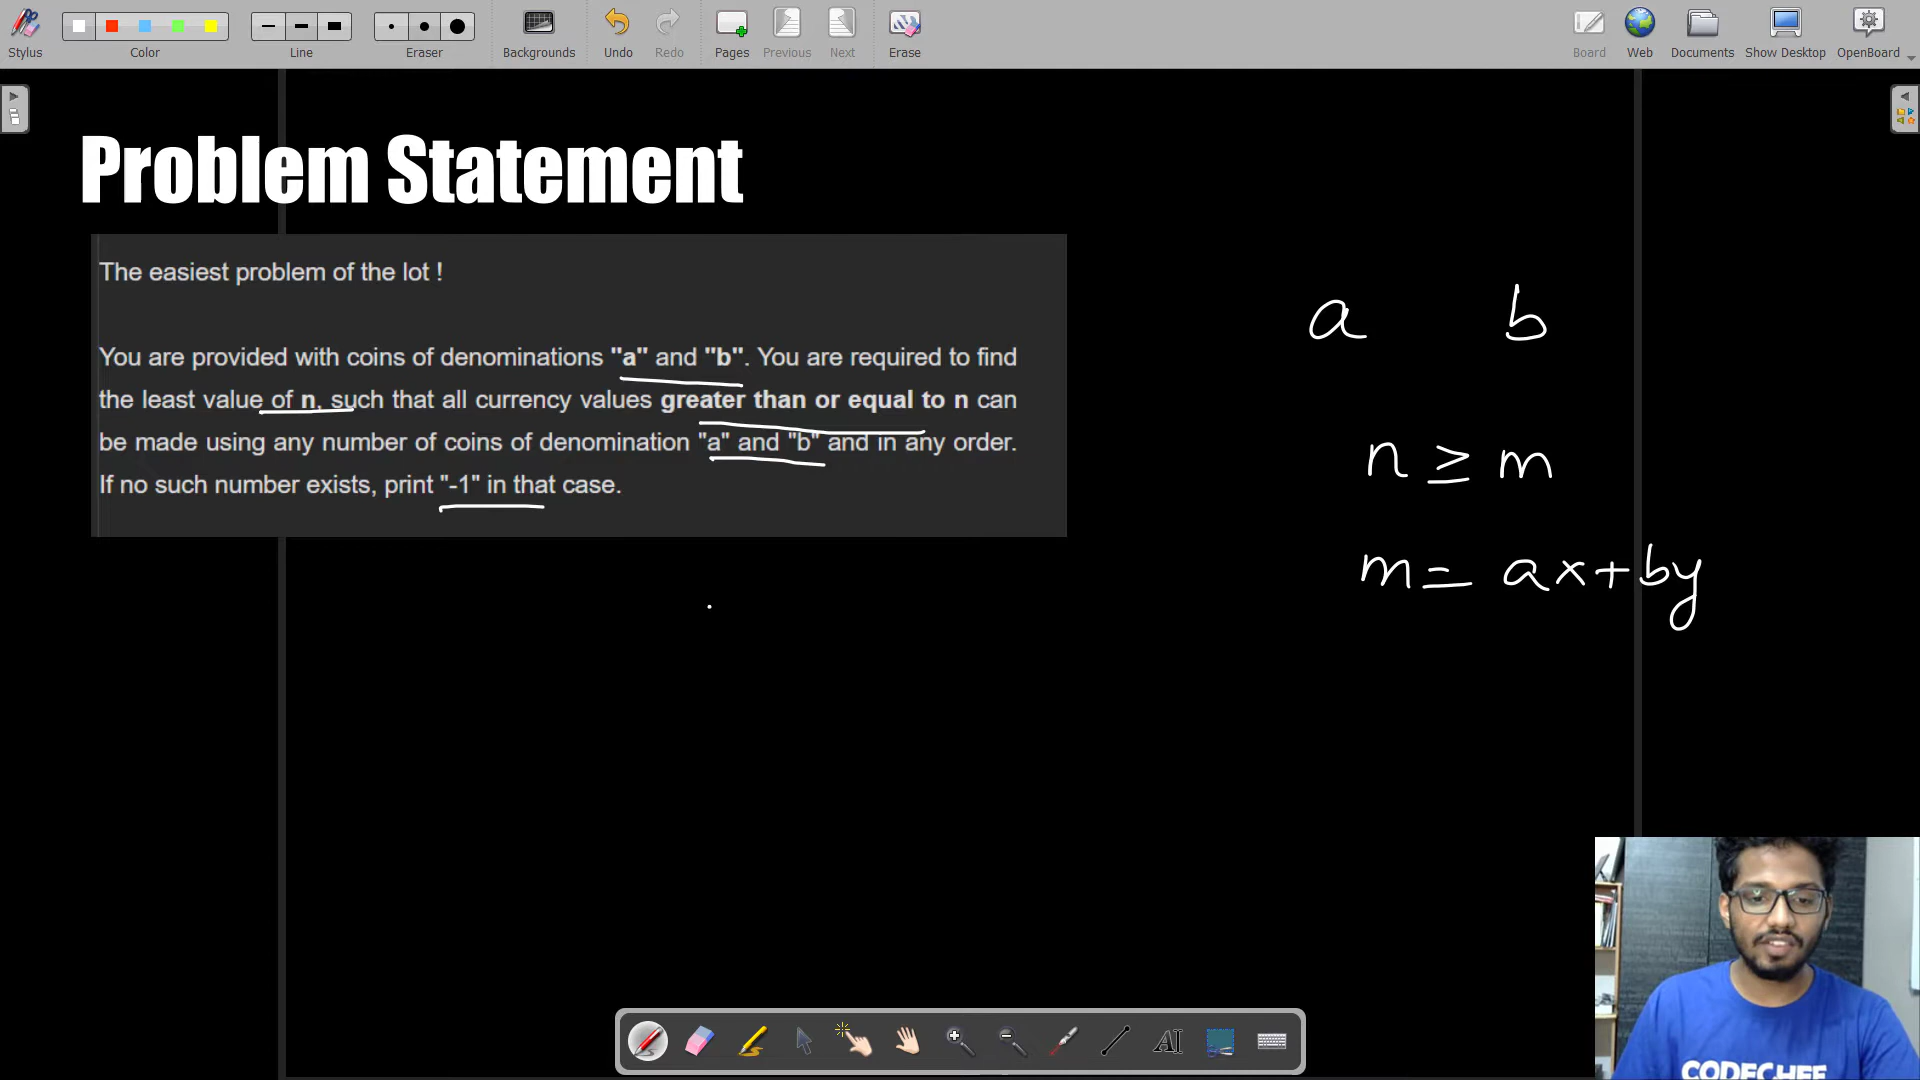 Stylus Color Line Eraser Backgrounds Undo Redo Pages Previous Next Erase Board Web Documents Show Desktop OpenBoard
Problem Statement
The easiest problem of the lot !
You are provided with coins of denominations "a" and "b". You are required to find
the least value of n, such that all currency values greater than or equal to n can
be made using any number of coins of denomination "a" and "b" and in any order.
If no such number exists, print "-1" in that case.
a b
n ≥ m
m = ax+by
AI
CODECHEF